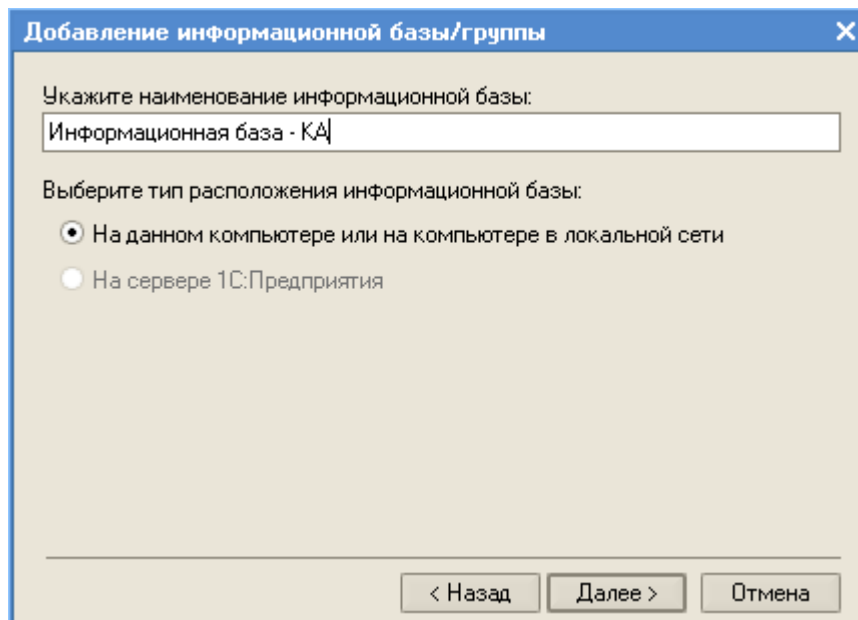 Добавление информационной базы/группы
Укажите наименование информационной базы:
Информационная база - КА
Выберите тип расположения информационной базы:
На данном компьютере или на компьютере в локальной сети
На сервере 1С:Предприятия
< Назад Далее > Отмена